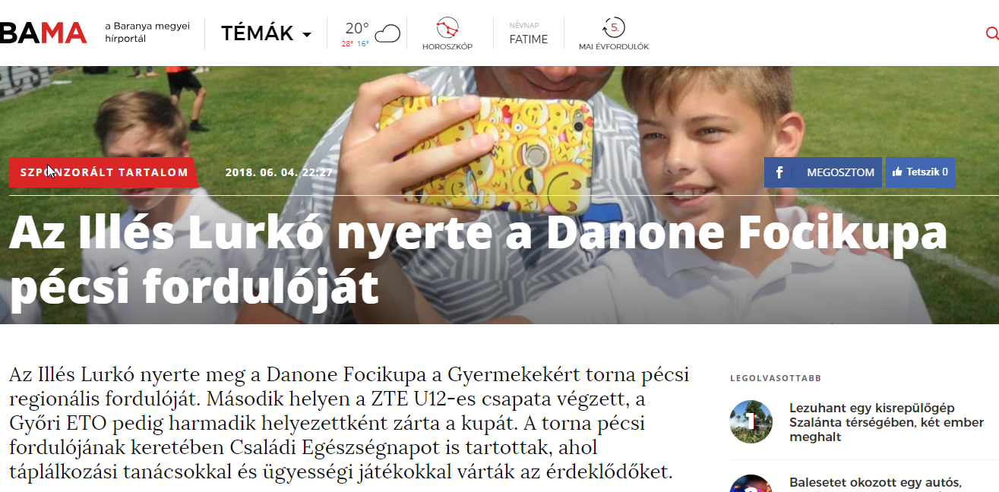 BAMA
a Baranya megyei
hírportál
TÉMÁK
20°
28° 16°
HOROSZKÓP
NÉVNAP
FATIME
5.
MAI ÉVFORDULÓK
SZPONZORÁLT TARTALOM
2018. 06. 04. 22:27
f MEGOSZTOM
Tetszik 0
Az Illés Lurkó nyerte a Danone Focikupa
pécsi fordulóját
Az Illés Lurkó nyerte meg a Danone Focikupa a Gyermekekért torna pécsi
regionális fordulóját. Második helyen a ZTE U12-es csapata végzett, a
Győri ETO pedig harmadik helyezettként zárta a kupát. A torna pécsi
fordulójának keretében Családi Egészségnapot is tartottak, ahol
táplálkozási tanácsokkal és ügyességi játékokkal várták az érdeklődőket.
LEGOLVASOTTABB
1
Lezuhant egy kisrepülőgép
Szalánta térségében, két ember
meghalt
Balesetet okozott egy autós,